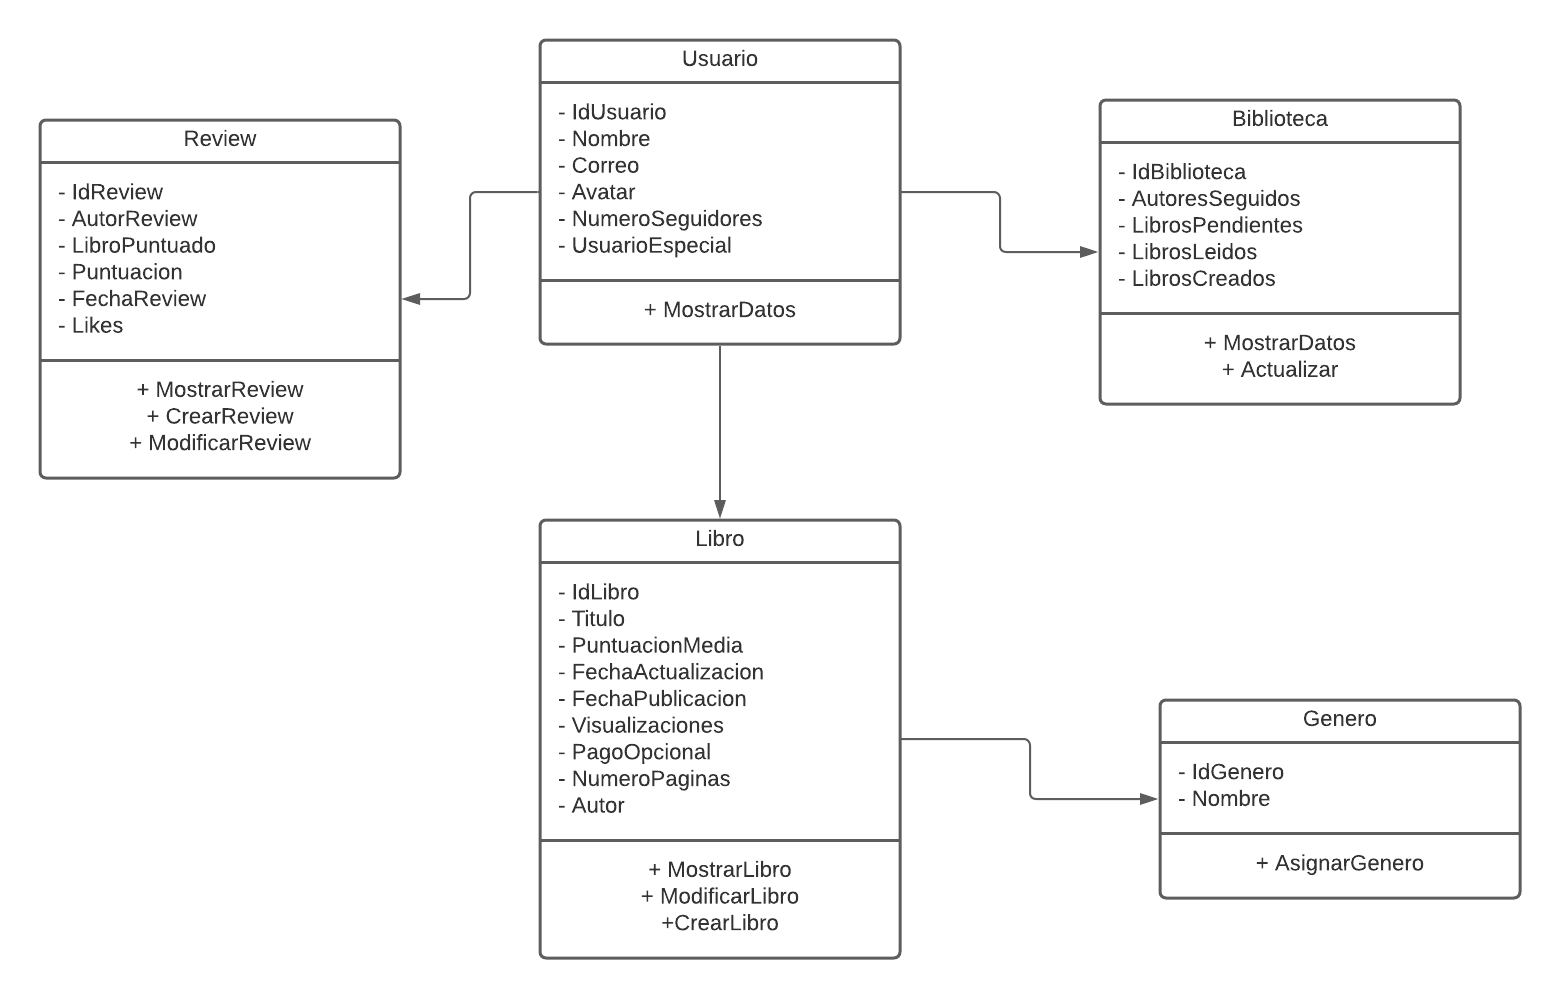 Usuario
- IdUsuario
- Nombre
- Correo
- Avatar
- NumeroSeguidores
- UsuarioEspecial
+ MostrarDatos
Review
- IdReview
- AutorReview
- LibroPuntuado
- Puntuacion
- FechaReview
- Likes
+ MostrarReview
+ CrearReview
+ ModificarReview
Biblioteca
- IdBiblioteca
- AutoresSeguidos
- LibrosPendientes
- LibrosLeidos
- LibrosCreados
+ MostrarDatos
+ Actualizar
Libro
- IdLibro
- Titulo
- PuntuacionMedia
- FechaActualizacion
- FechaPublicacion
- Visualizaciones
- PagoOpcional
- NumeroPaginas
- Autor
+ MostrarLibro
+ ModificarLibro
+CrearLibro
Genero
- IdGenero
- Nombre
+ AsignarGenero